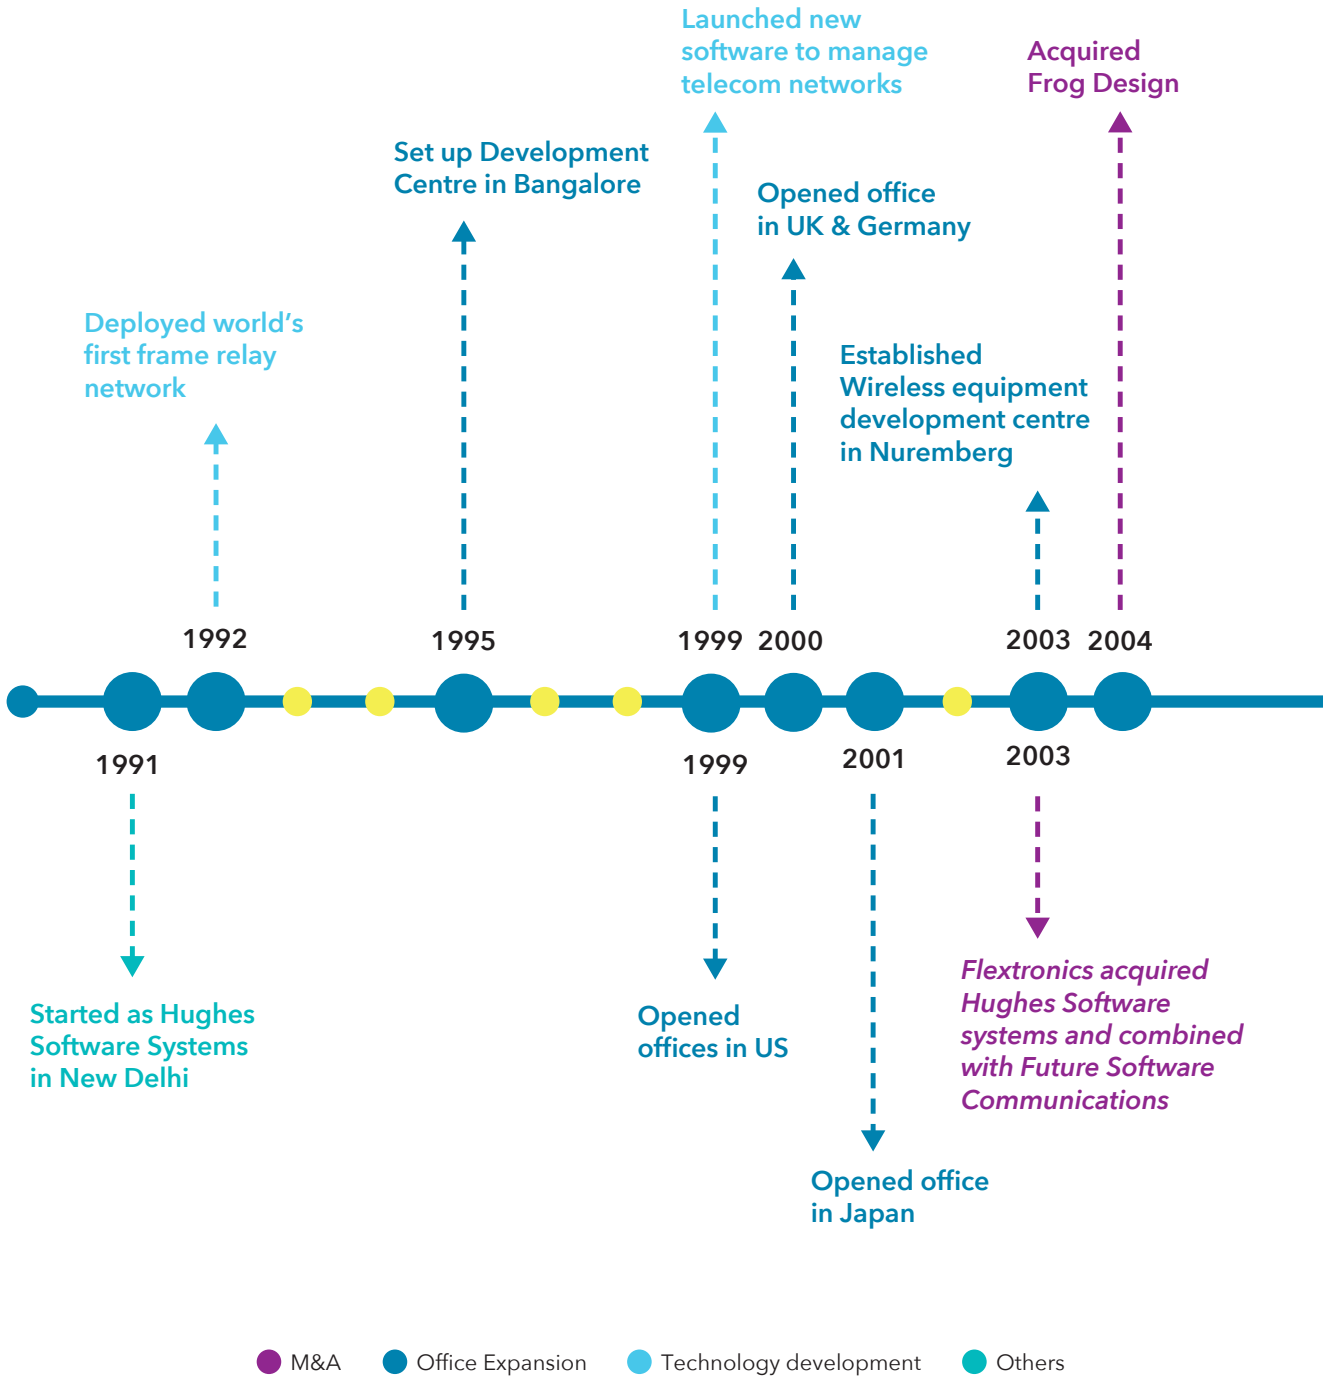 Launched new
software to manage
telecom networks
Acquired
Frog Design
Set up Development
Centre in Bangalore
Opened office
in UK & Germany
Deployed world's
first frame relay
network
Established
Wireless equipment
development centre
in Nuremberg
1992
1995
1999
2000
2003
2004
1991
1999
2001
2003
Started as Hughes
Software Systems
in New Delhi
Opened
offices in US
Flextronics acquired
Hughes Software
systems and combined
with Future Software
Communications
Opened office
in Japan
M&A
Office Expansion
Technology development
Others